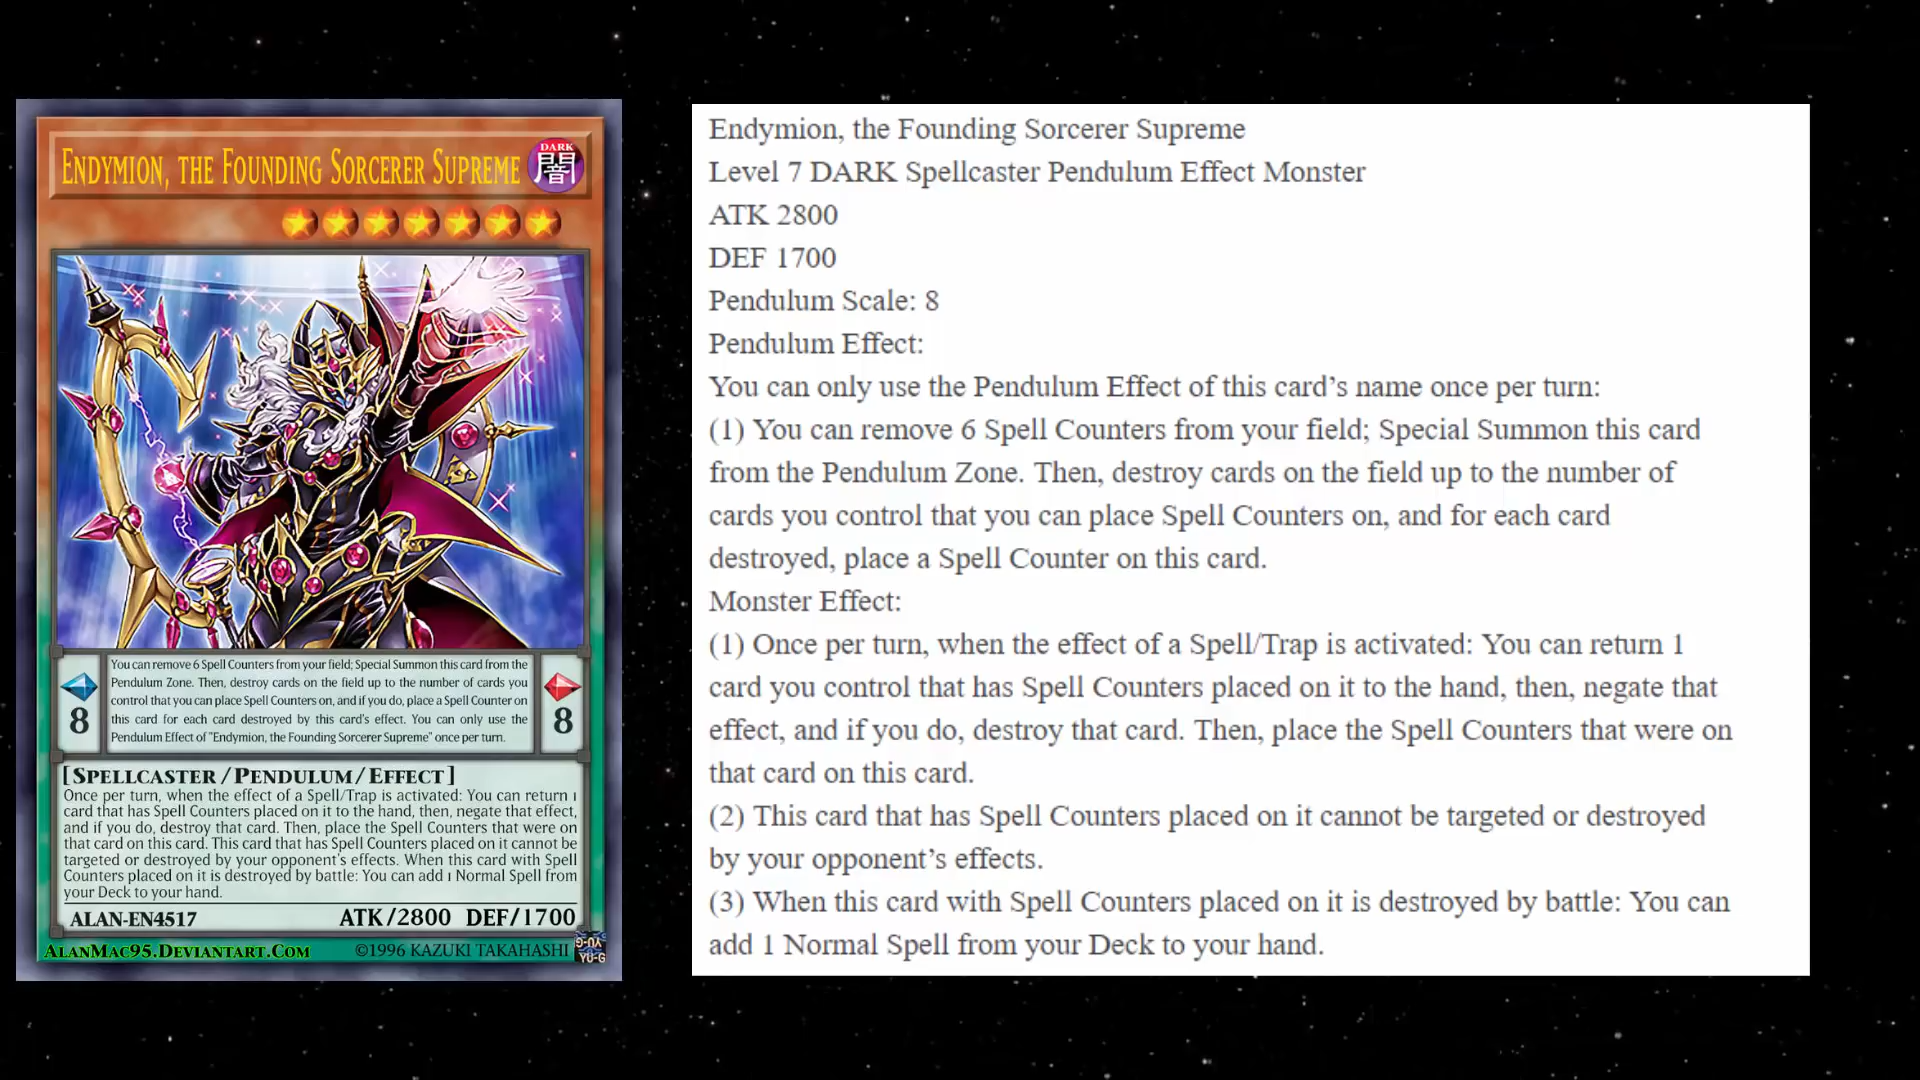 ENDYMION, THE FOUNDING SORCERER SUPREME
DARK
闇
8
8
You can remove 6 Spell Counters from your field; Special Summon this card from the
Pendulum Zone. Then, destroy cards on the field up to the number of cards you
control that you can place Spell Counters on, and if you do, place a Spell Counter on
this card for each card destroyed by this card's effect. You can only use the
Pendulum Effect of "Endymion, the Founding Sorcerer Supreme" once per turn.
[SPELLCASTER/PENDULUM/EFFECT]
Once per turn, when the effect of a Spell/Trap is activated: You can return 1
card that has Spell Counters placed on it to the hand, then, negate that effect,
and if you do, destroy that card. Then, place the Spell Counters that were on
that card on this card. This card that has Spell Counters placed on it cannot be
targeted or destroyed by your opponent's effects. When this card with Spell
Counters placed on it is destroyed by battle: You can add 1 Normal Spell from
your Deck to your hand.
ALAN-EN4517 ATK/2800 DEF/1700
ALANMAC95.DEVIANTART.COM ©1996 KAZUKI TAKAHASHI
Endymion, the Founding Sorcerer Supreme
Level 7 DARK Spellcaster Pendulum Effect Monster
ATK 2800
DEF 1700
Pendulum Scale: 8
Pendulum Effect:
You can only use the Pendulum Effect of this card’s name once per turn:
(1) You can remove 6 Spell Counters from your field; Special Summon this card
from the Pendulum Zone. Then, destroy cards on the field up to the number of
cards you control that you can place Spell Counters on, and for each card
destroyed, place a Spell Counter on this card.
Monster Effect:
(1) Once per turn, when the effect of a Spell/Trap is activated: You can return 1
card you control that has Spell Counters placed on it to the hand, then, negate that
effect, and if you do, destroy that card. Then, place the Spell Counters that were on
that card on this card.
(2) This card that has Spell Counters placed on it cannot be targeted or destroyed
by your opponent’s effects.
(3) When this card with Spell Counters placed on it is destroyed by battle: You can
add 1 Normal Spell from your Deck to your hand.